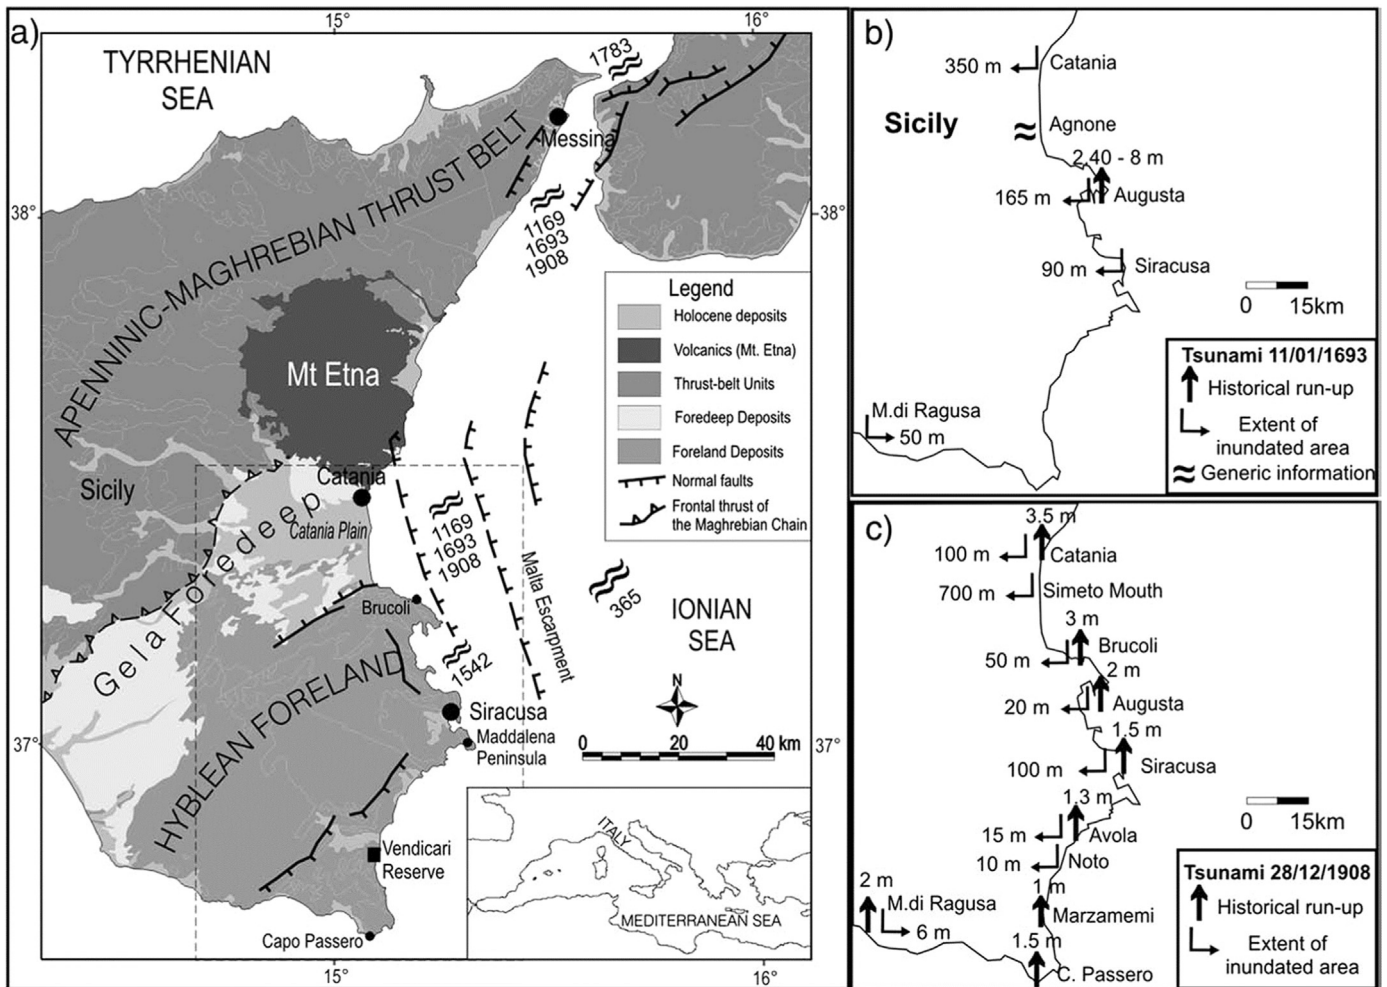 a)
15°
16°
TYRRHENIAN
SEA
1783
Messina
38°
38°
APENNINIC-MAGHREBIAN THRUST BELT
1169
1693
1908
Mt Etna
Legend
Holocene deposits
Volcanics (Mt. Etna)
Thrust-belt Units
Foredeep Deposits
Foreland Deposits
Normal faults
Frontal thrust of
the Maghrebian Chain
Sicily
Catania
Catania Plain
Gela Foredeep
1169
1693
1908
Malta Escarpment
365
IONIAN
SEA
Brucoli
1542
HYBLEAN FORELAND
N
Siracusa
Maddalena
Peninsula
37°
37°
0 20 40 km
Vendicari
Reserve
Capo Passero
ITALY
MEDITERRANEAN SEA
15°
16°
b)
350 m
Catania
Sicily
Agnone
2,40 - 8 m
165 m
Augusta
90 m
Siracusa
0 15km
M.di Ragusa
50 m
Tsunami 11/01/1693
Historical run-up
Extent of
inundated area
Generic information
c)
3.5 m
100 m
Catania
700 m
Simeto Mouth
3 m
50 m
Brucoli
2 m
20 m
Augusta
1.5 m
100 m
Siracusa
1.3 m
15 m
Avola
10 m
Noto
0 15km
2 m
M.di Ragusa
6 m
1 m
Marzamemi
1.5 m
C. Passero
Tsunami 28/12/1908
Historical run-up
Extent of
inundated area